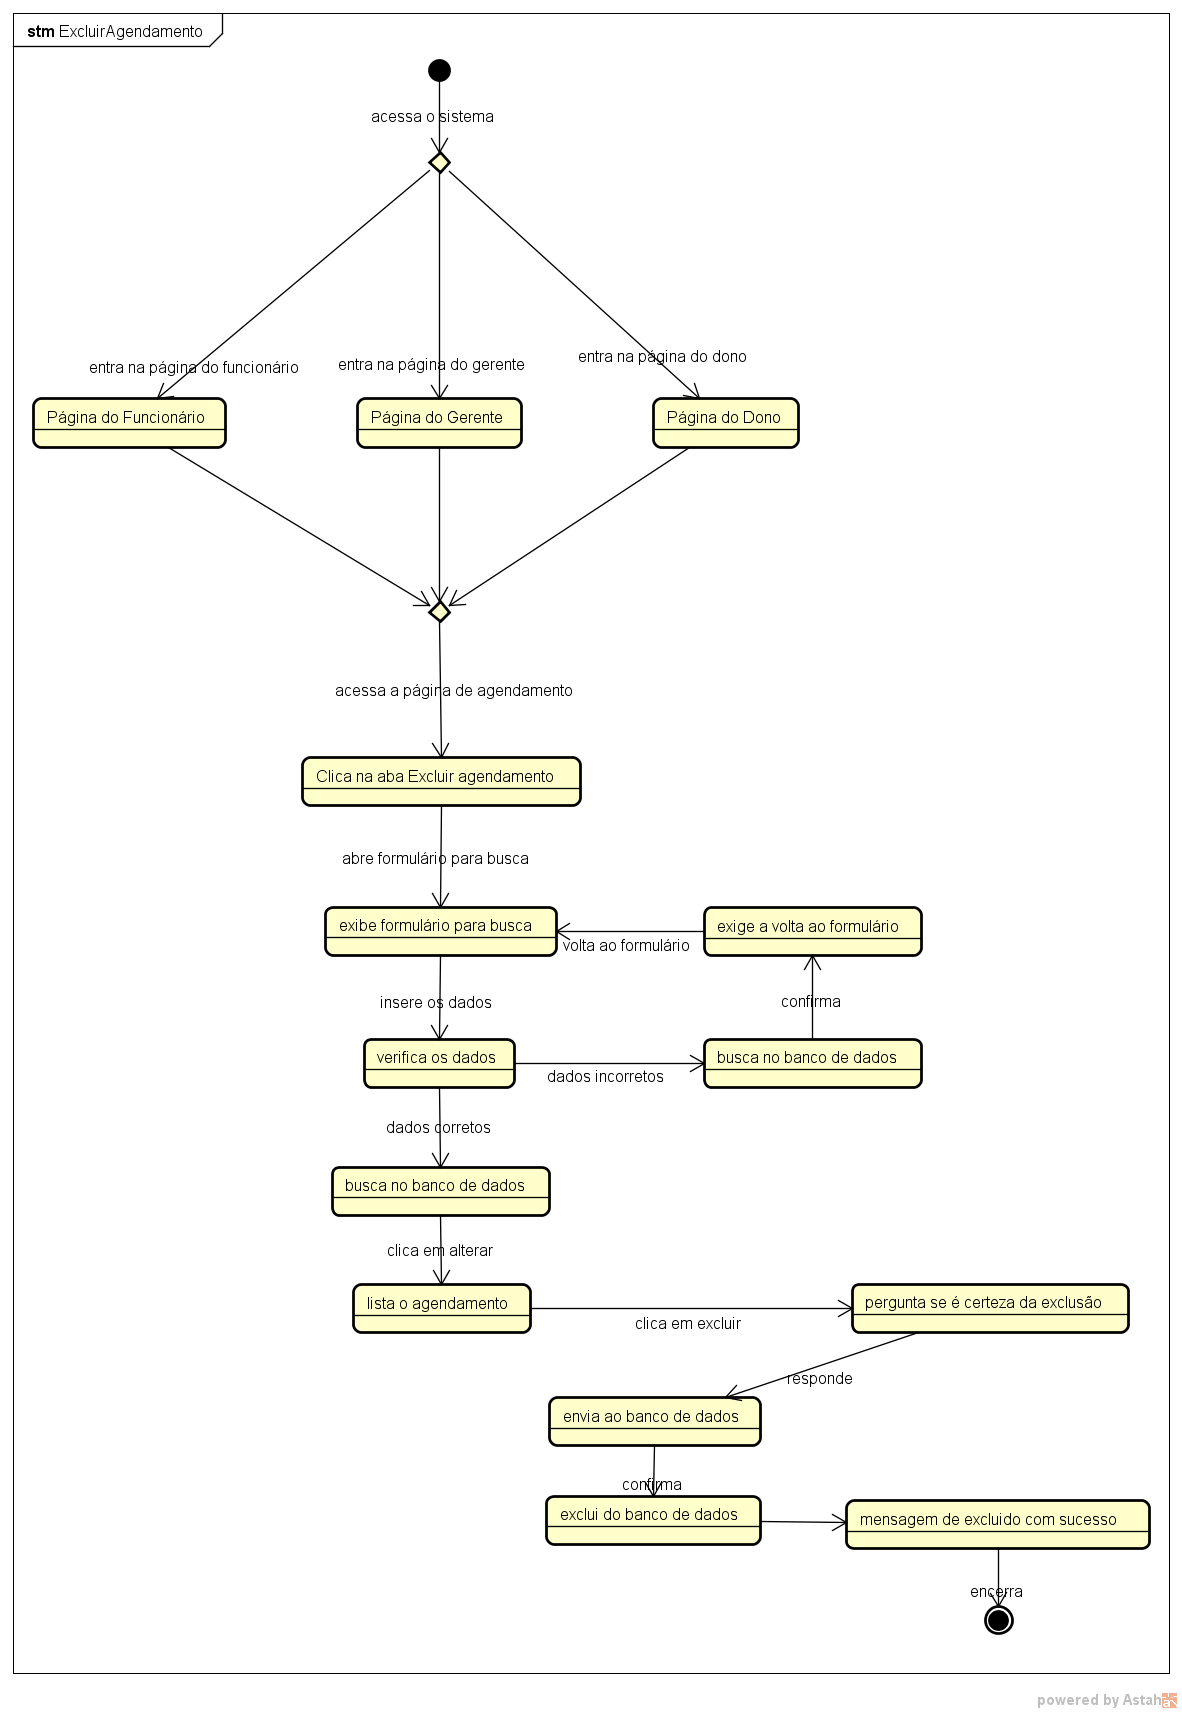 stm ExcluirAgendamento
acessa o sistema
entra na página do funcionário
entra na página do gerente
entra na página do dono
Página do Funcionário
Página do Gerente
Página do Dono
acessa a página de agendamento
Clica na aba Excluir agendamento
abre formulário para busca
exibe formulário para busca
exige a volta ao formulário
volta ao formulário
insere os dados
confirma
verifica os dados
busca no banco de dados
dados incorretos
dados corretos
busca no banco de dados
clica em alterar
lista o agendamento
pergunta se é certeza da exclusão
clica em excluir
responde
envia ao banco de dados
confirma
exclui do banco de dados
mensagem de excluido com sucesso
encerra
powered by Astah